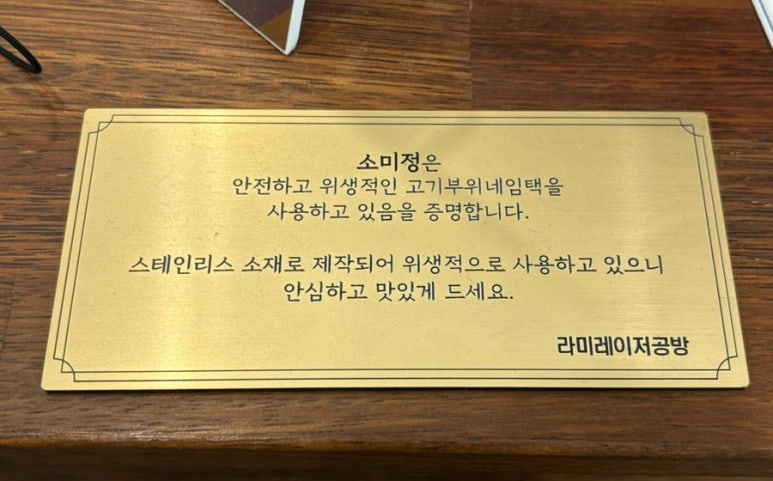 소미정은
안전하고 위생적인 고기부위네임택을
사용하고 있음을 증명합니다.
스테인리스 소재로 제작되어 위생적으로 사용하고 있으니
안심하고 맛있게 드세요.
라미레이저공방